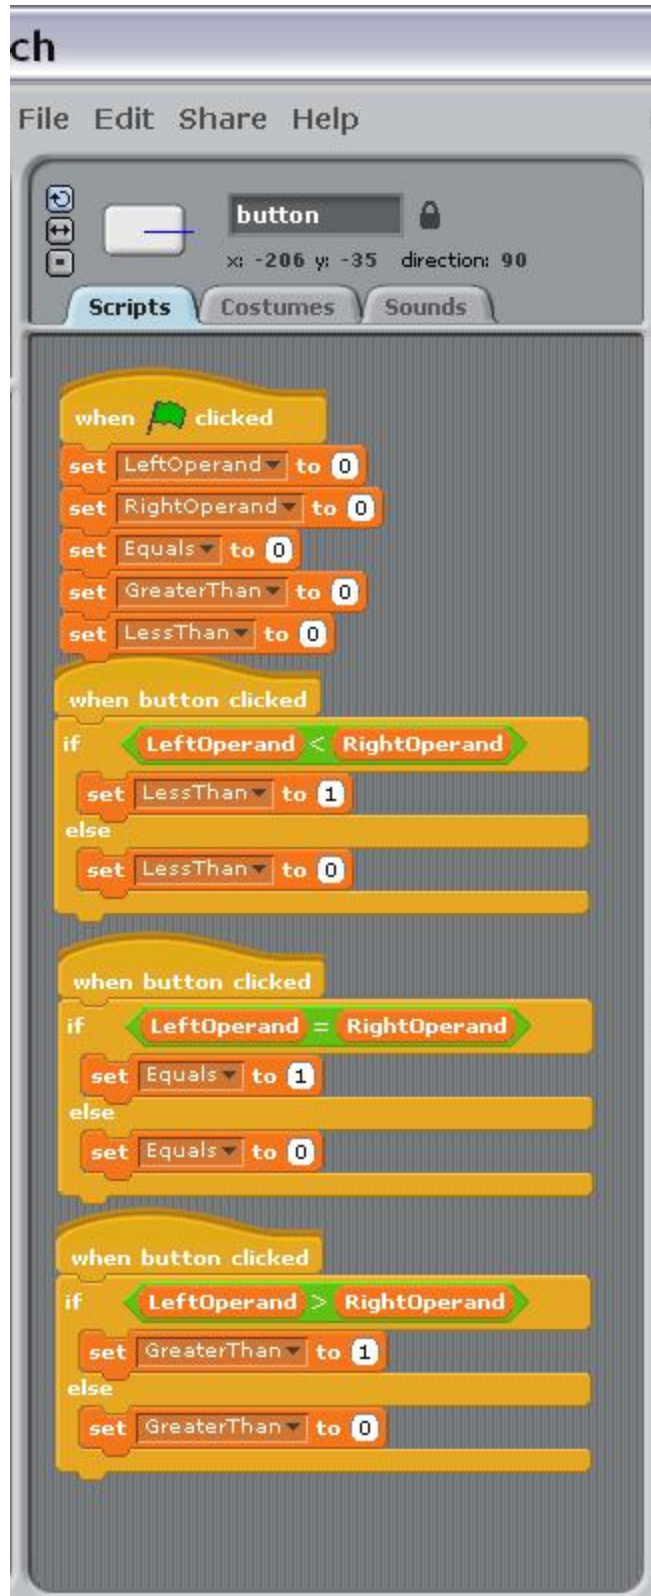 ch
File Edit Share Help
button
x: -206 y: -35 direction: 90
Scripts Costumes Sounds
when clicked
set LeftOperand to 0
set RightOperand to 0
set Equals to 0
set GreaterThan to 0
set LessThan to 0
when button clicked
if LeftOperand < RightOperand
set LessThan to 1
else
set LessThan to 0
when button clicked
if LeftOperand = RightOperand
set Equals to 1
else
set Equals to 0
when button clicked
if LeftOperand > RightOperand
set GreaterThan to 1
else
set GreaterThan to 0